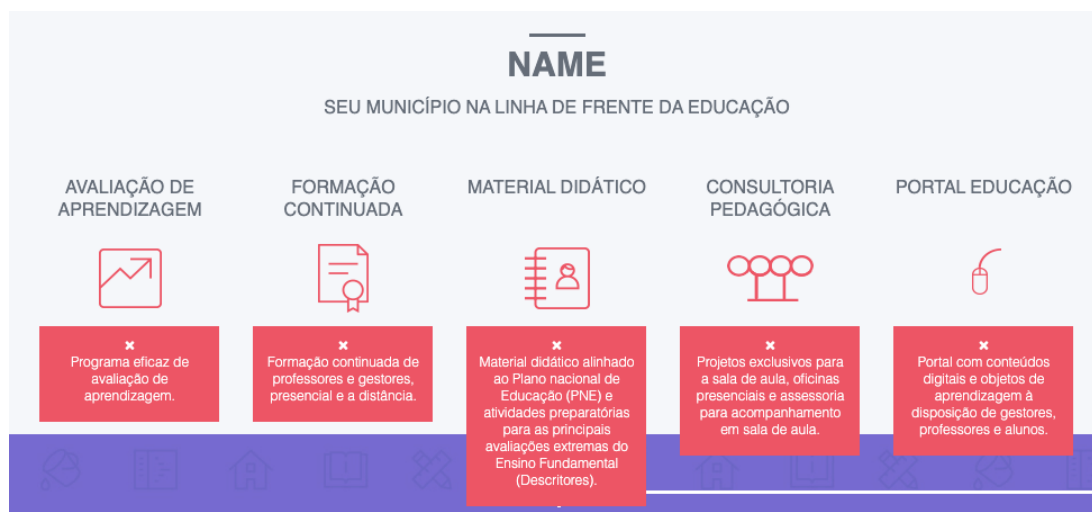 NAME
SEU MUNICÍPIO NA LINHA DE FRENTE DA EDUCAÇÃO
AVALIAÇÃO DE
APRENDIZAGEM
Programa eficaz de
avaliação de
aprendizagem.
FORMAÇÃO
CONTINUADA
Formação continuada de
professores e gestores,
presencial e a distância.
MATERIAL DIDÁTICO
Material didático alinhado
ao Plano nacional de
Educação (PNE) e
atividades preparatórias
para as principais
avaliações extremas do
Ensino Fundamental
(Descritores).
CONSULTORIA
PEDAGÓGICA
Projetos exclusivos para
a sala de aula, oficinas
presenciais e assessoria
para acompanhamento
em sala de aula.
PORTAL EDUCAÇÃO
Portal com conteúdos
digitais e objetos de
aprendizagem à
disposição de gestores,
professores e alunos.